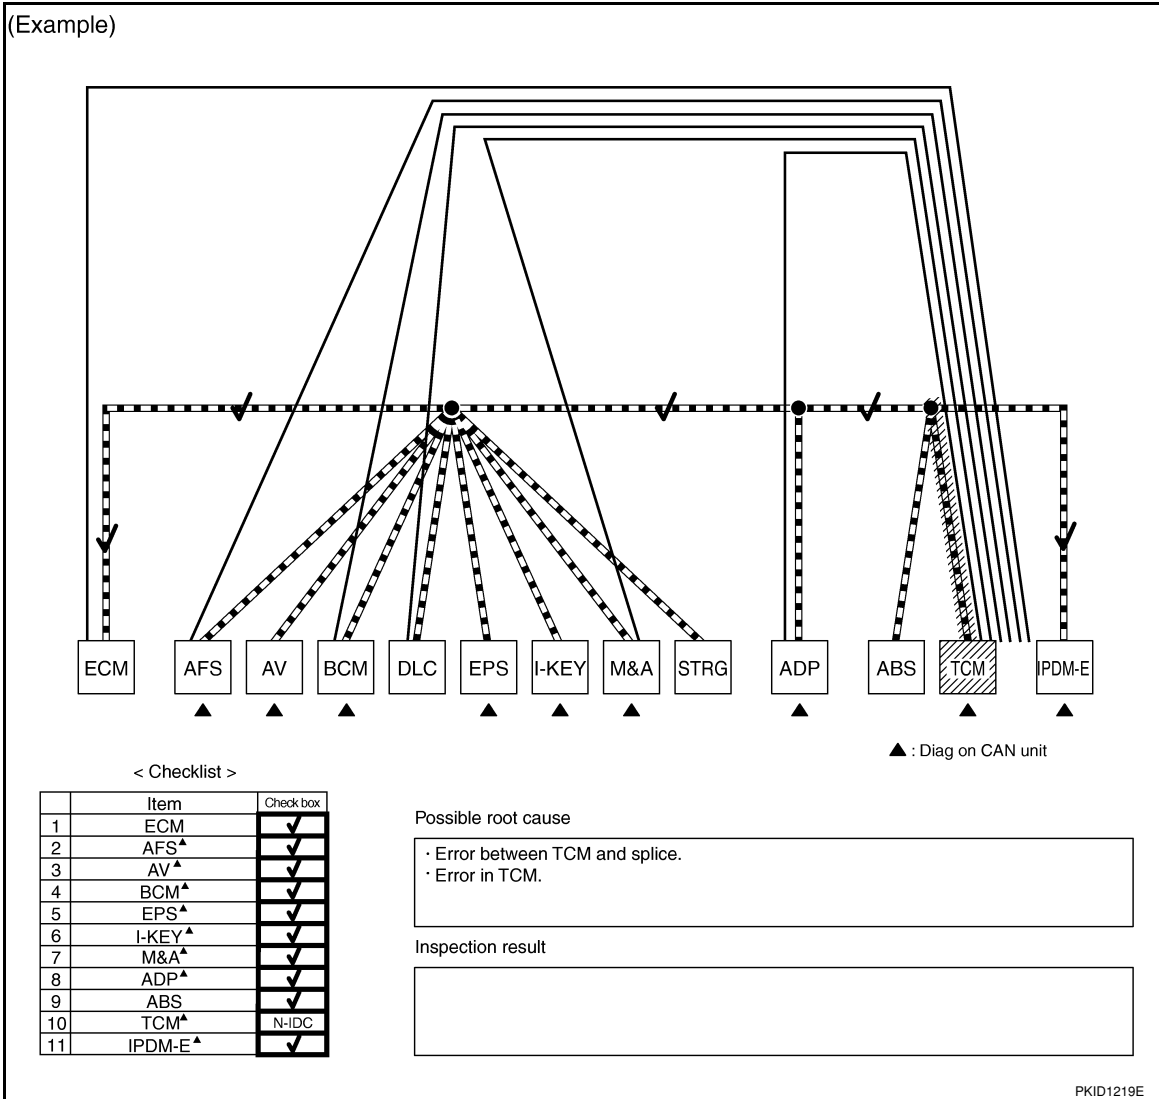 (Example)
ECM AFS AV BCM DLC EPS I-KEY M&A STRG ADP ABS TCM IPDM-E
▲ : Diag on CAN unit
< Checklist >
Item Check box
1 ECM ✓
2 AFS▲ ✓
3 AV▲ ✓
4 BCM▲ ✓
5 EPS▲ ✓
6 I-KEY▲ ✓
7 M&A▲ ✓
8 ADP▲ ✓
9 ABS ✓
10 TCM▲ N-IDC
11 IPDM-E▲ ✓
Possible root cause
· Error between TCM and splice.
· Error in TCM.
Inspection result
PKID1219E